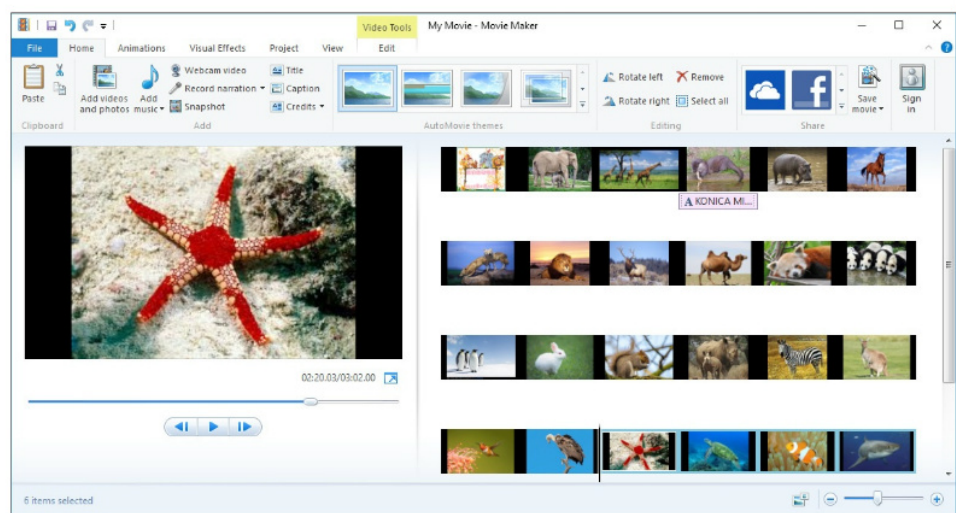 Video Tools
My Movie - Movie Maker
File
Home
Animations
Visual Effects
Project
View
Edit
Paste
Clipboard
Add videos
and photos
Add
music
Webcam video
Record narration
Snapshot
Title
Caption
Credits
Add
AutoMovie themes
Rotate left
Rotate right
Remove
Select all
Editing
Share
Save
movie
Sign
in
A KONICA MI...
02:20.03/03:02.00
6 items selected